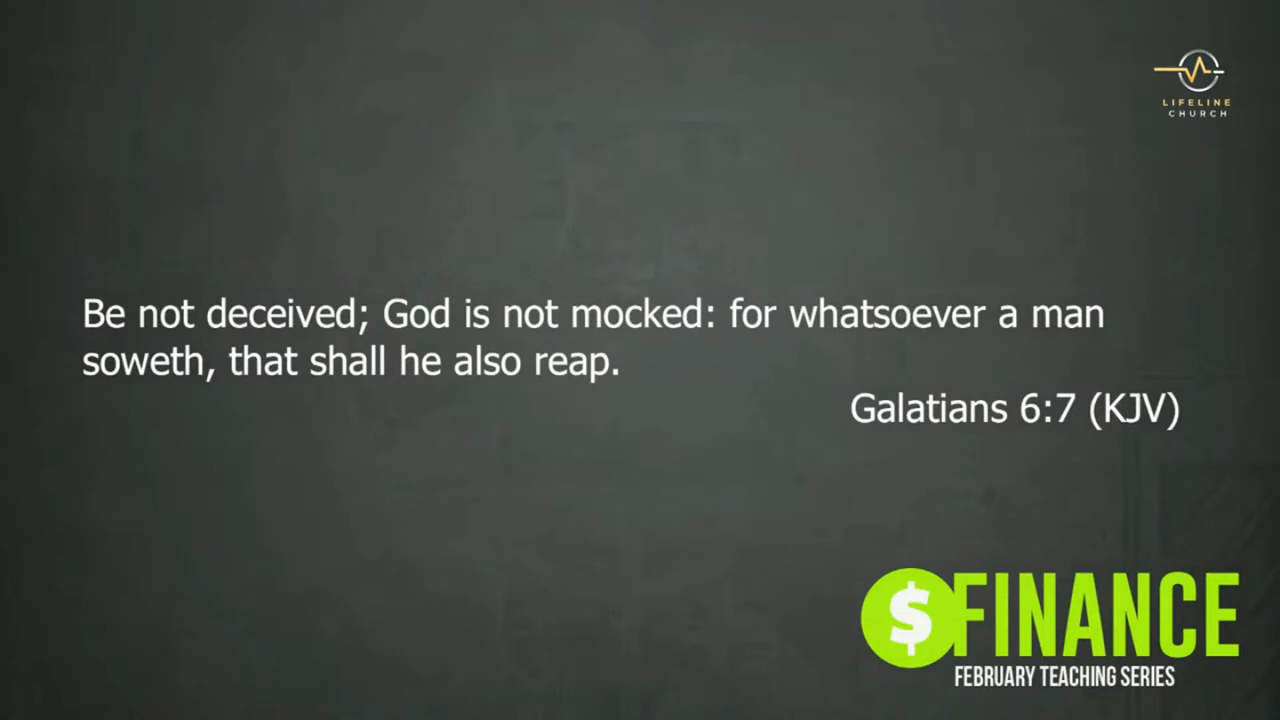 LIFELINE
CHURCH
Be not deceived; God is not mocked: for whatsoever a man
soweth, that shall he also reap.
Galatians 6:7 (KJV)
$FINANCE
FEBRUARY TEACHING SERIES